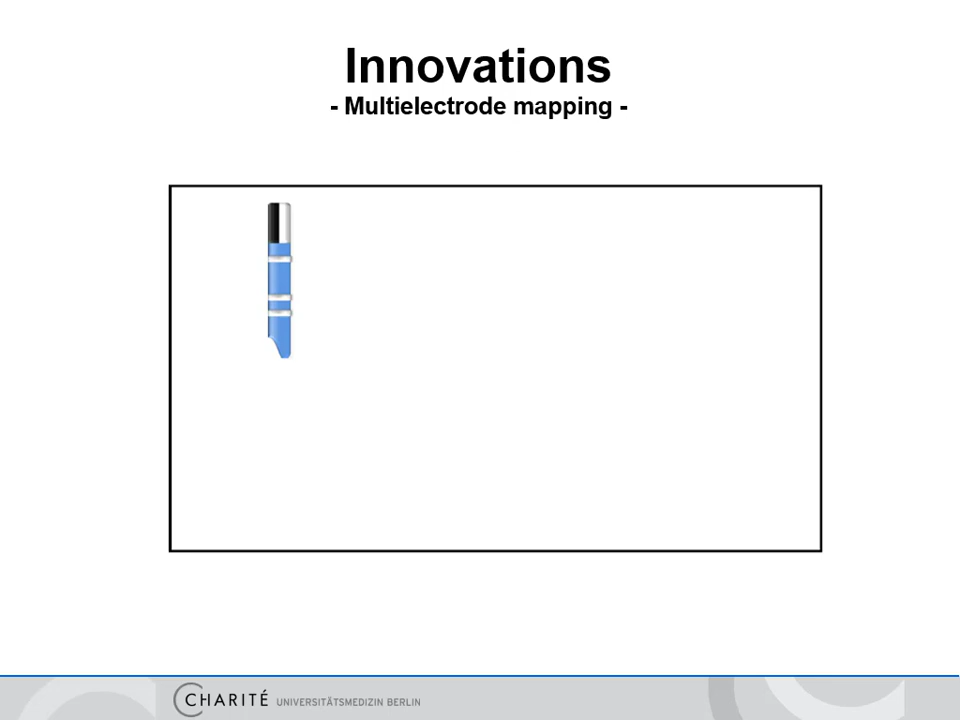 Innovations
- Multielectrode mapping -
CHARITÉ UNIVERSITÄTSMEDIZIN BERLIN